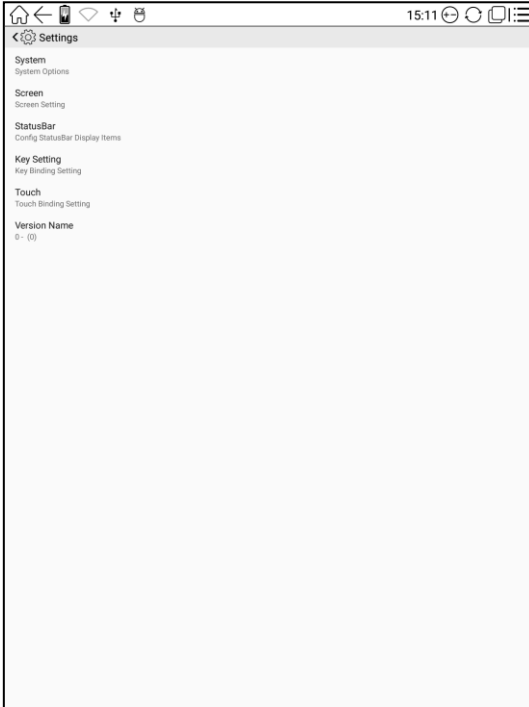 15:11
Settings
System
System Options
Screen
Screen Setting
StatusBar
Config StatusBar Display Items
Key Setting
Key Binding Setting
Touch
Touch Binding Setting
Version Name
0 - (0)